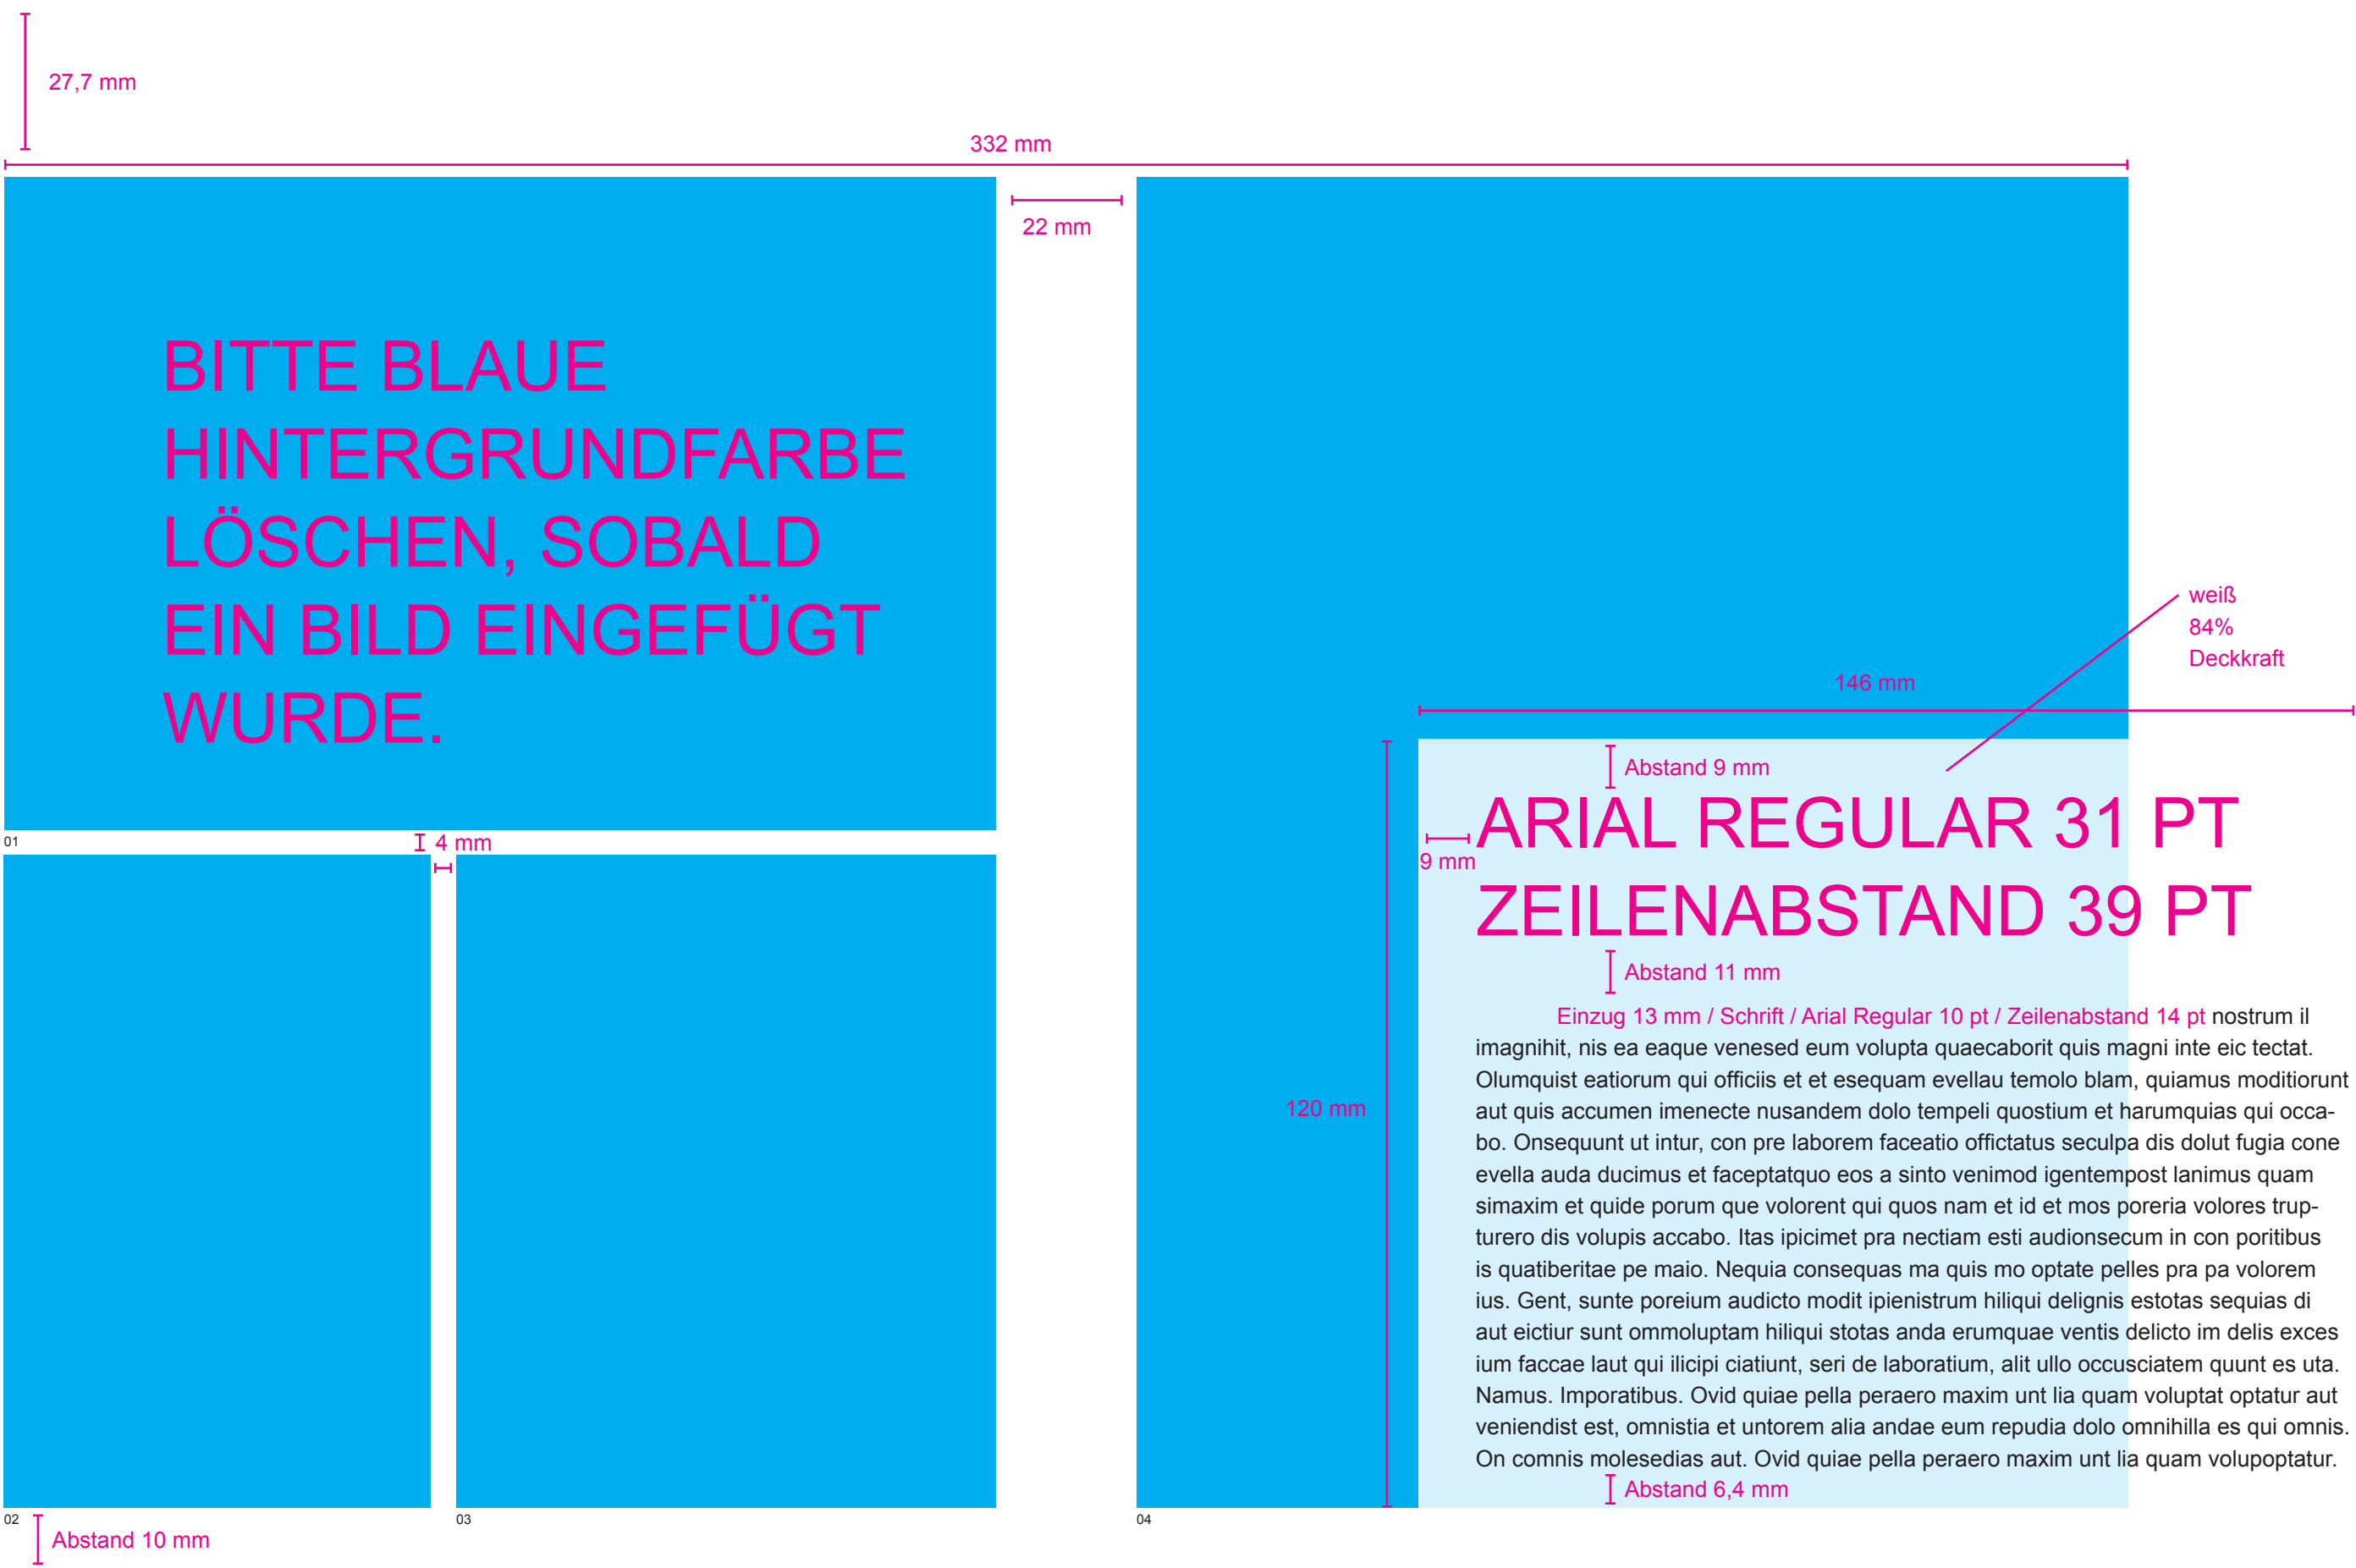 27,7 mm
332 mm
22 mm
BITTE BLAUE
HINTERGRUNDFARBE
LÖSCHEN, SOBALD
EIN BILD EINGEFÜGT
WURDE.
01
4 mm
02
03
Abstand 10 mm
weiß
84%
Deckkraft
146 mm
120 mm
Abstand 9 mm
9 mm
ARIAL REGULAR 31 PT
ZEILENABSTAND 39 PT
Abstand 11 mm
Einzug 13 mm / Schrift / Arial Regular 10 pt / Zeilenabstand 14 pt nostrum il
imagnihit, nis ea eaque venesed eum volupta quaecaborit quis magni inte eic tectat.
Olumquist eatiorum qui officiis et et esequam evellau temolo blam, quiamus moditiorunt
aut quis accumen imenecte nusandem dolo tempeli quostium et harumquias qui occa-
bo. Onsequunt ut intur, con pre laborem faceatio offictatus seculpa dis dolut fugia cone
evella auda ducimus et faceptatquo eos a sinto venimod igentempost lanimus quam
simaxim et quide porum que volorent qui quos nam et id et mos poreria volores trup-
turero dis volupis accabo. Itas ipicimet pra nectiam esti audionsecum in con poritibus
is quatiberitae pe maio. Nequia consequas ma quis mo optate pelles pra pa volorem
ius. Gent, sunte poreium audicto modit ipienistrum hiliqui delignis estotas sequias di
aut eictiur sunt ommoluptam hiliqui stotas anda erumquae ventis delicto im delis exces
ium faccae laut qui ilicipi ciatiunt, seri de laboratium, alit ullo occusciatem quunt es uta.
Namus. Imporatibus. Ovid quiae pella peraero maxim unt lia quam voluptat optatur aut
veniendist est, omnistia et untorem alia andae eum repudia dolo omnihilla es qui omnis.
On comnis molesedias aut. Ovid quiae pella peraero maxim unt lia quam volupoptatur.
Abstand 6,4 mm
04